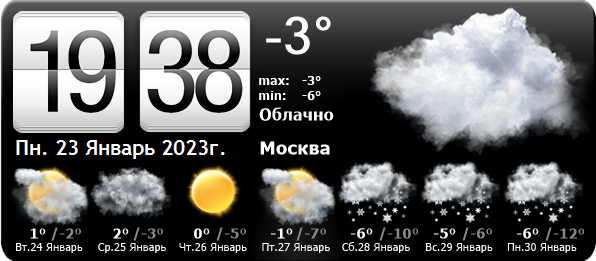 19 38
-3°
max: -3°
min: -6°
Облачно
Пн. 23 Январь 2023г.
Москва
1° / -2°
2° / -3°
0° / -5°
-1° / -7°
-6° / -10°
-5° / -6°
-6° / -12°
Вт.24 Январь
Ср.25 Январь
Чт.26 Январь
Пт.27 Январь
Сб.28 Январь
Вс.29 Январь
Пн.30 Январь